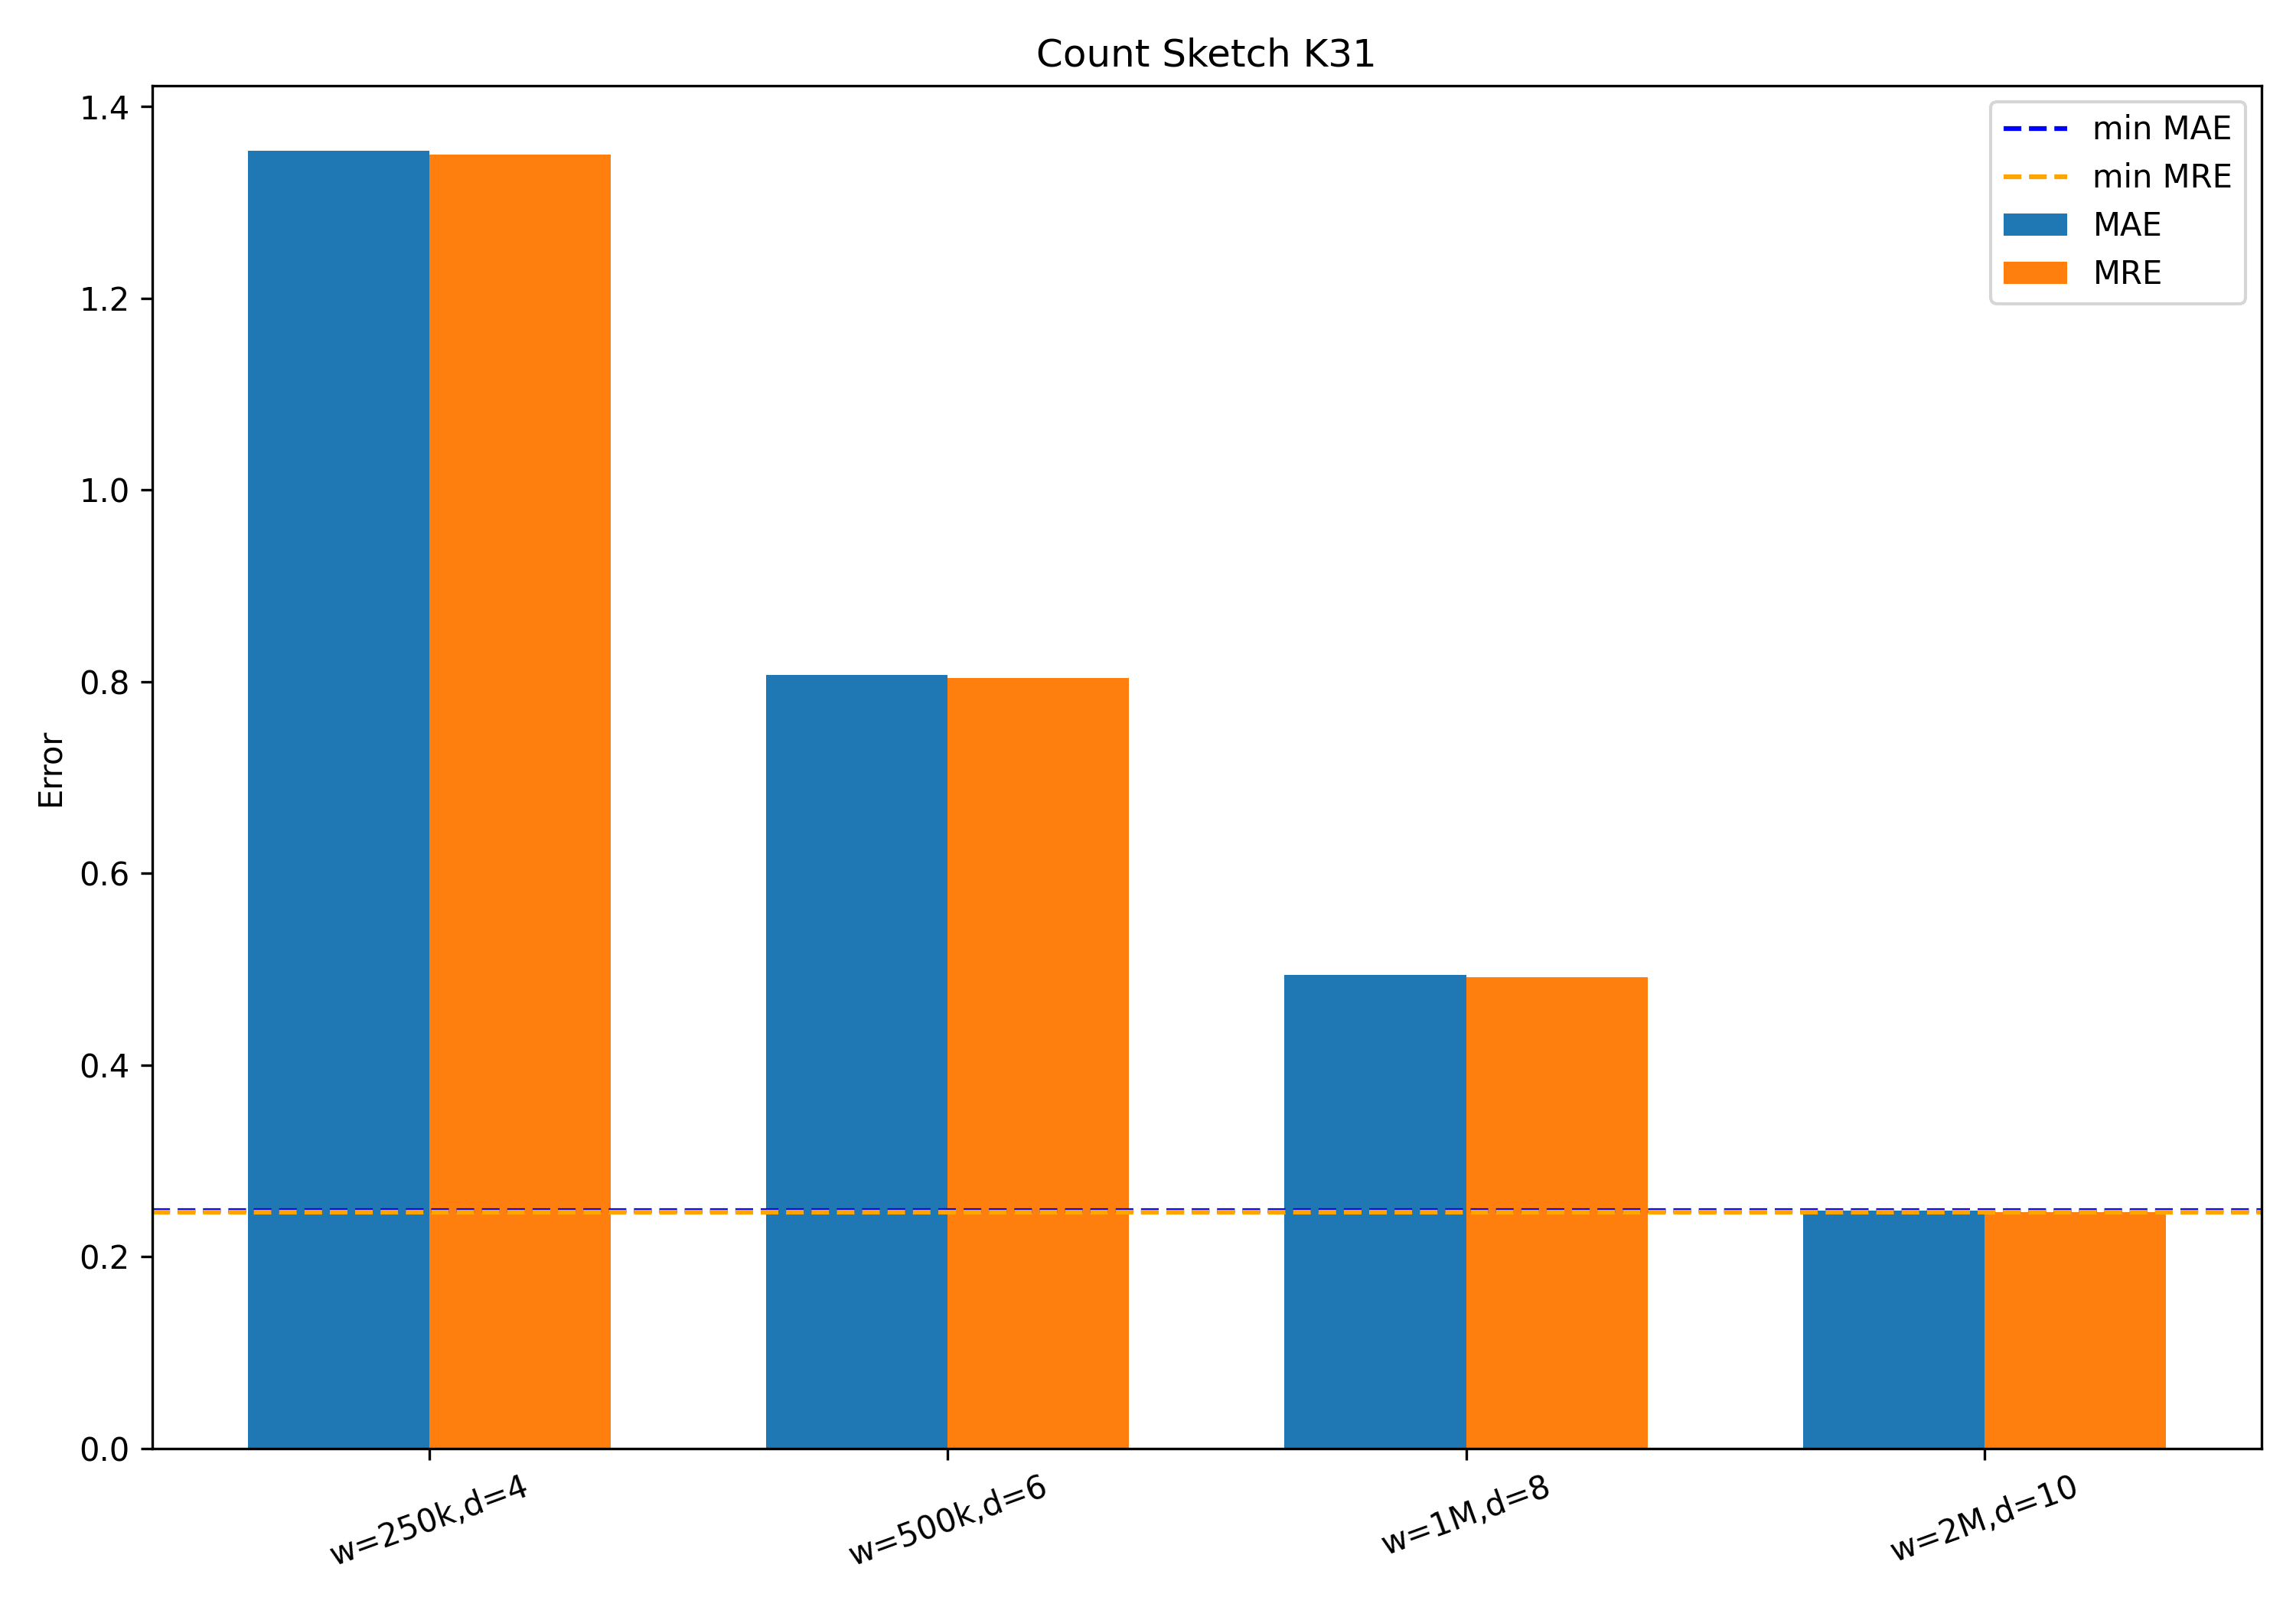 Count Sketch K31
1.4
1.2
1.0
0.8
0.6
0.4
0.2
0.0
Error
min MAE
min MRE
MAE
MRE
w=250k,d=4
w=500k,d=6
w=1M,d=8
w=2M,d=10